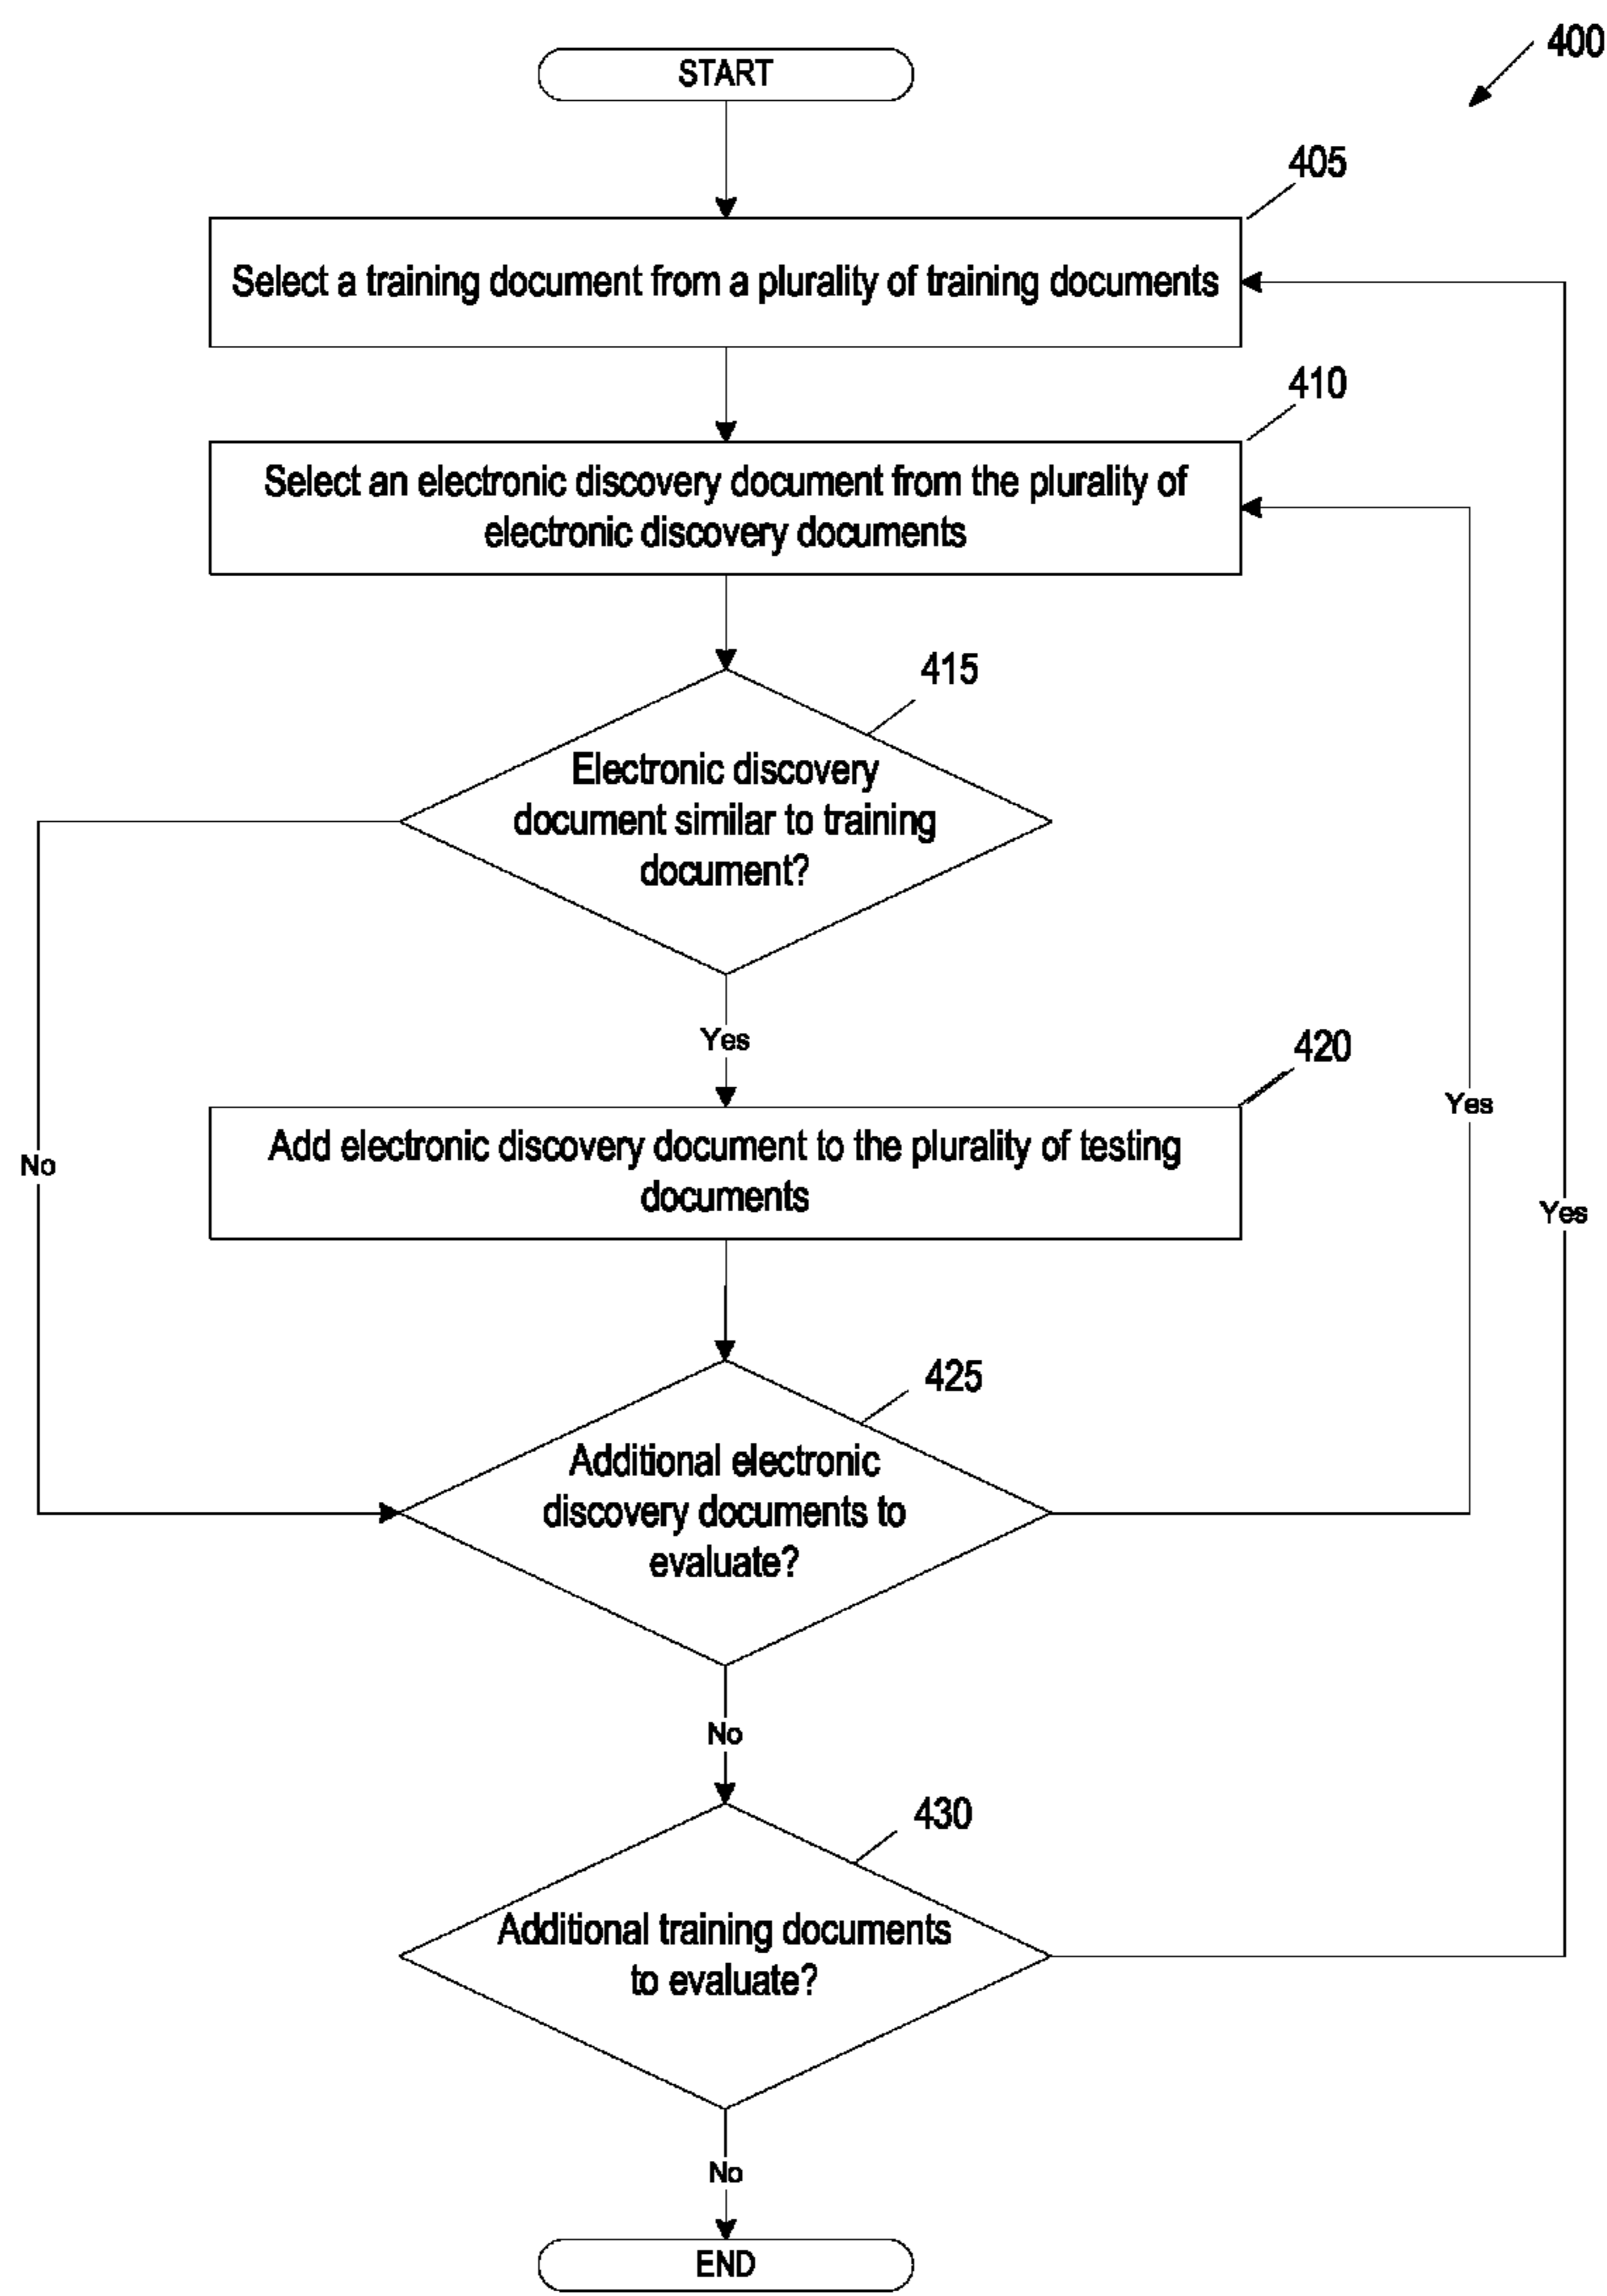 400
START
405
Select a training document from a plurality of training documents
410
Select an electronic discovery document from the plurality of
electronic discovery documents
415
Electronic discovery
document similar to training
document?
Yes
420
Add electronic discovery document to the plurality of testing
documents
No
Yes
Yes
425
Additional electronic
discovery documents to
evaluate?
No
430
Additional training documents
to evaluate?
No
END